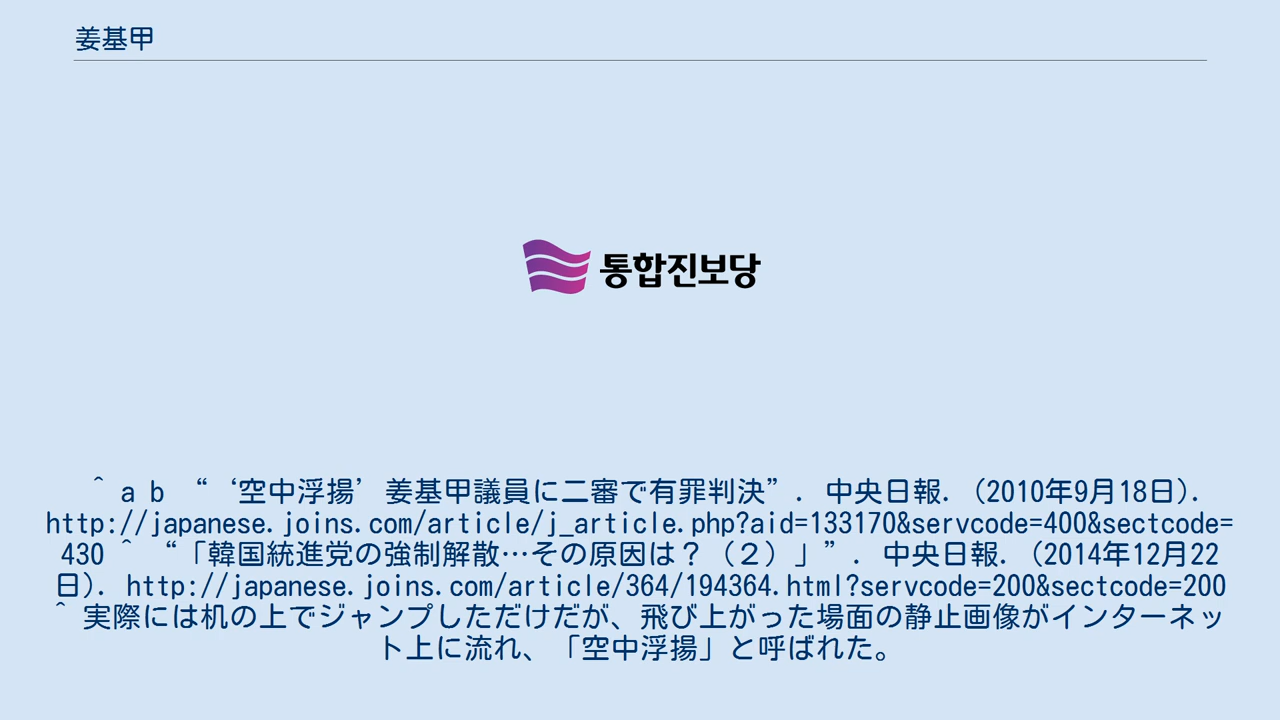 姜基甲
통합진보당
^ a b “‘空中浮揚’姜基甲議員に二審で有罪判決”. 中央日報. (2010年9月18日).
http://japanese.joins.com/article/j_article.php?aid=133170&servcode=400&sectcode=
430 ^ “「韓国統進党の強制解散…その原因は？（２）」”. 中央日報. (2014年12月22
日). http://japanese.joins.com/article/364/194364.html?servcode=200&sectcode=200
^ 実際には机の上でジャンプしただけだが、飛び上がった場面の静止画像がインターネッ
ト上に流れ、「空中浮揚」と呼ばれた。